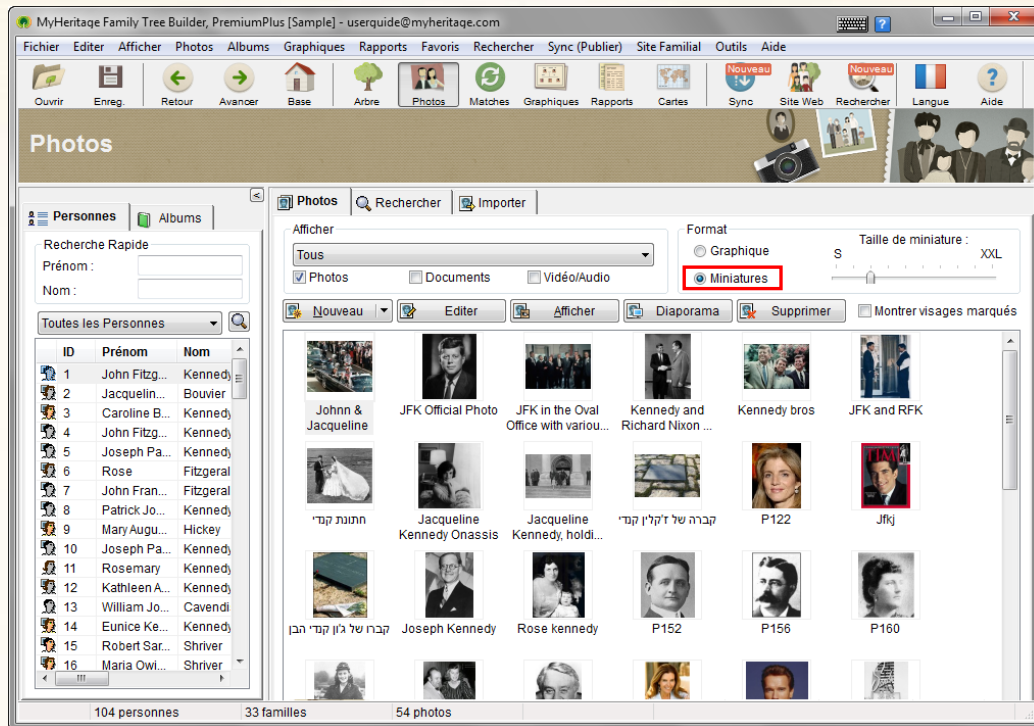 MyHeritage Family Tree Builder, PremiumPlus [Sample] - userguide@myheritage.com
Fichier Editer Afficher Photos Albums Graphiques Rapports Favoris Rechercher Sync (Publier) Site Familial Outils Aide
Nouveau Nouveau
Ouvrir Enreg. Retour Avancer Base Arbre Photos Matches Graphiques Rapports Cartes Sync Site Web Rechercher Langue Aide
Photos
Personnes Albums
Recherche Rapide
Prénom :
Nom :
Toutes les Personnes
ID Prénom Nom
1 John Fitzg... Kennedy
2 Jacquelin... Bouvier
3 Caroline B... Kennedy
4 John Fitzg... Kennedy
5 Joseph Pa... Kennedy
6 Rose Fitzgeral
7 John Fran... Fitzgeral
8 Patrick Jo... Kennedy
9 Mary Augu... Hickey
10 Joseph Pa... Kennedy
11 Rosemary Kennedy
12 Kathleen A... Kennedy
13 William Jo... Cavendi
14 Eunice Ke... Kennedy
15 Robert Sar... Shriver
16 Maria Owi... Shriver
Photos Rechercher Importer
Afficher
Tous
Photos Documents Vidéo/Audio
Format
Graphique
Miniatures
Taille de miniature :
S XXL
Nouveau Editer Afficher Diaporama Supprimer Montrer visages marqués
Johnn &
Jacqueline
JFK Official Photo
JFK in the Oval
Office with variou...
Kennedy and
Richard Nixon ...
Kennedy bros
JFK and RFK
TIME
חתונת קנדי
Jacqueline
Kennedy Onassis
Jacqueline
Kennedy, holdi...
קברה של ז'קלין קנדי
P122
Jfkj
קברו של ג'ון קנדי הבן
Joseph Kennedy
Rose kennedy
P152
P156
P160
104 personnes 33 familles 54 photos